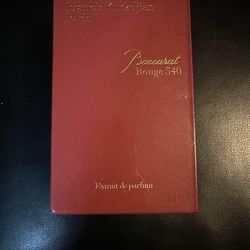 Francis Kurkdjian
Paris
Baccarat
Rouge 540
Extrait de parfum